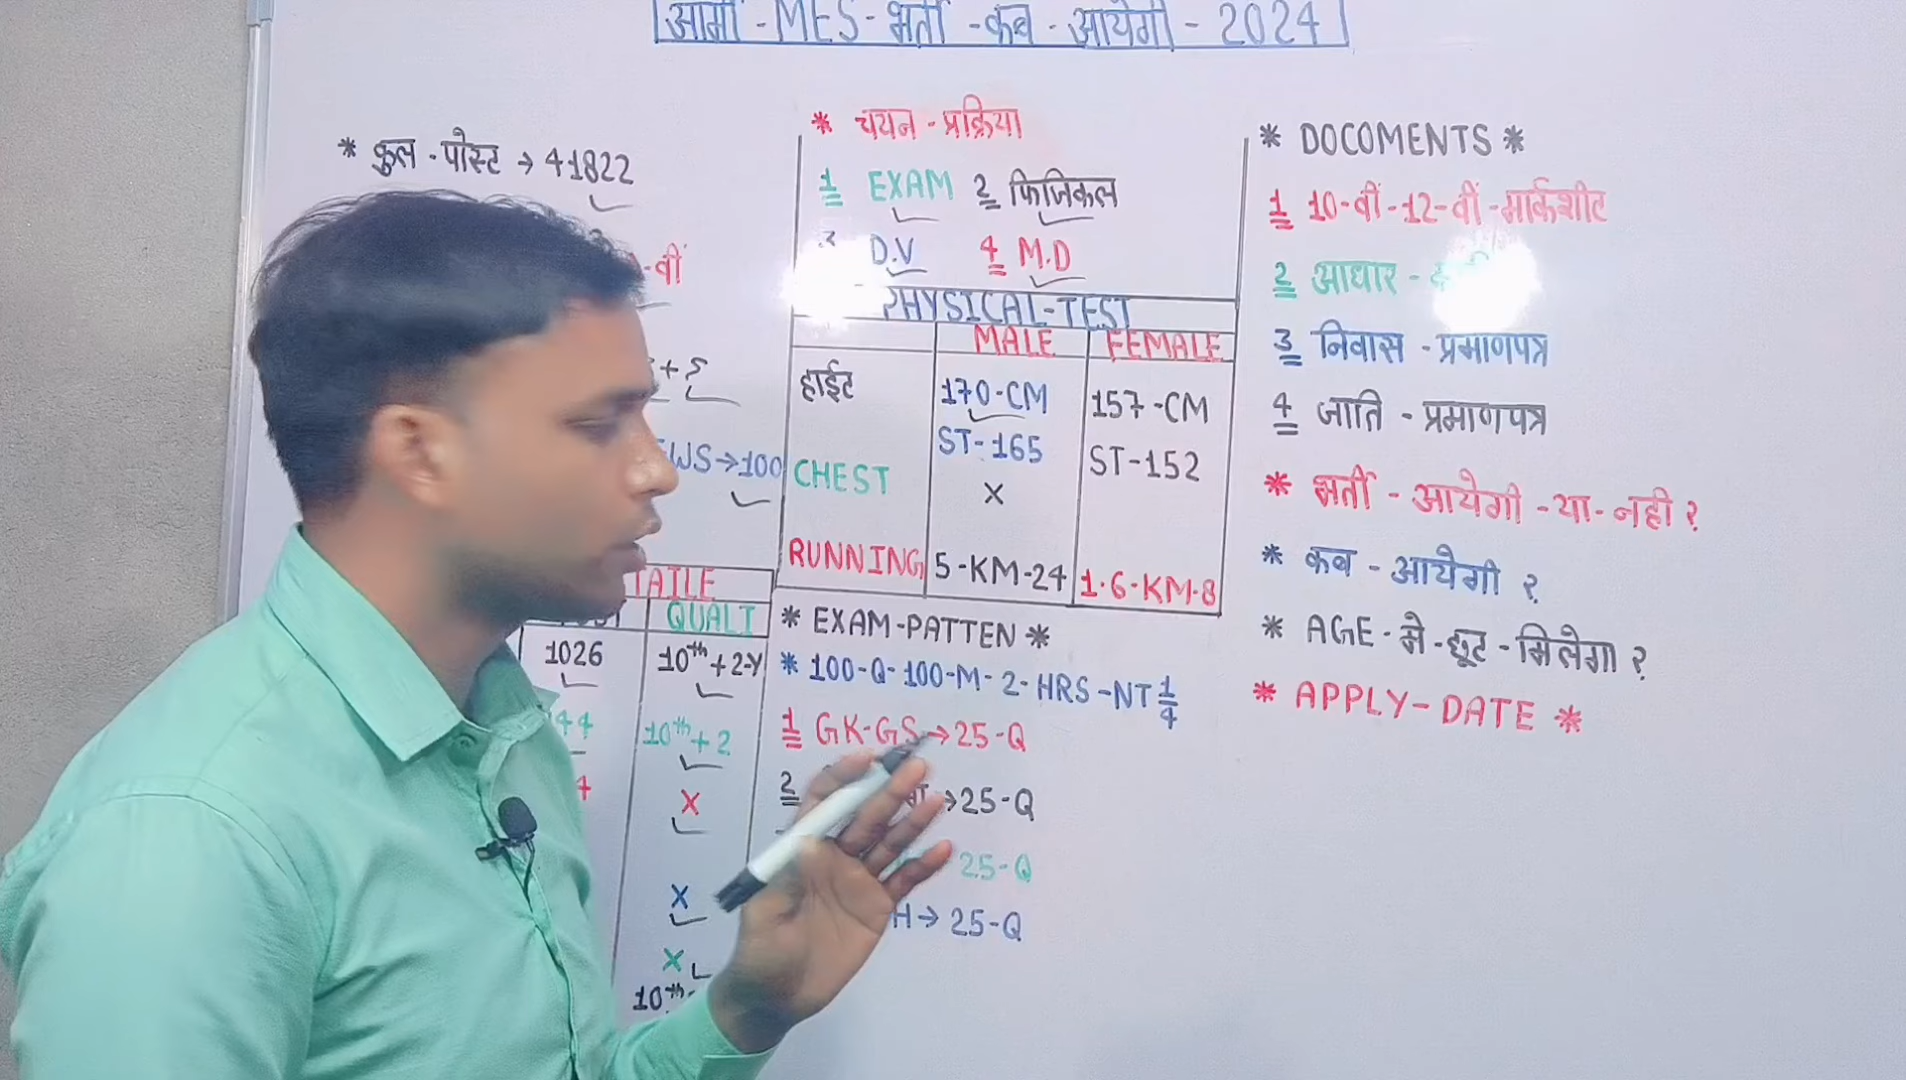 आर्मी - MES - भर्ती - कब - आयेगी - 2024
* कुल - पोस्ट → 41822
-वीं
+ 5
EWS → 100
TAILE
QUALI
1026 10th + 2-Y
44 10th + 2
4 X
X
X
10th
* चयन - प्रक्रिया
1 EXAM 2 फिजिकल
3 D.V 4 M.D
PHYSICAL-TEST
MALE FEMALE
हाईट 170-CM 157-CM
ST-165 ST-152
CHEST X
RUNNING 5-KM-24 1.6-KM-8
* EXAM-PATTEN *
* 100-Q-100-M-2-HRS-NT 1/4
1 GK-GS → 25-Q
2 → 25-Q
25-Q
H → 25-Q
* DOCOMENTS *
1 10-वीं-12-वीं-मार्कशीट
2 आधार -
3 निवास - प्रमाणपत्र
4 जाति - प्रमाणपत्र
* भर्ती - आयेगी - या - नही ?
* कब - आयेगी ?
* AGE - मे - छूट - मिलेगा ?
* APPLY-DATE *